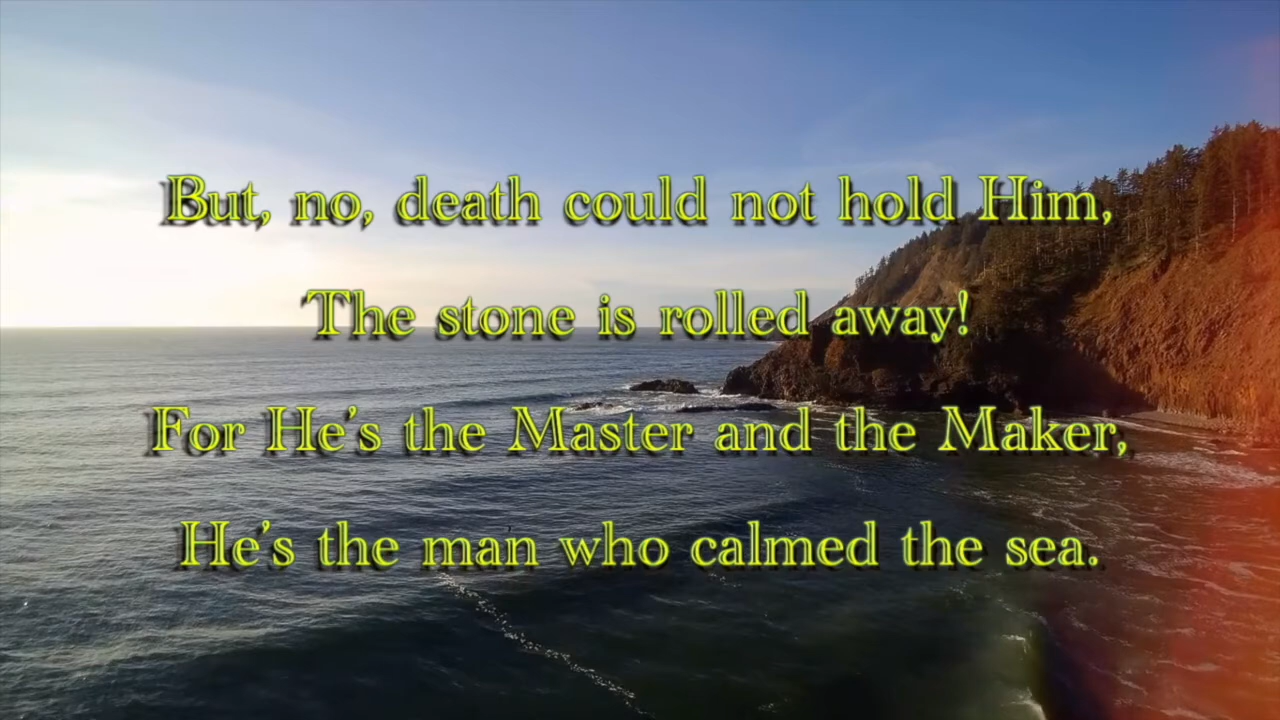 But, no, death could not hold Him,
The stone is rolled away!
For He's the Master and the Maker,
He's the man who calmed the sea.